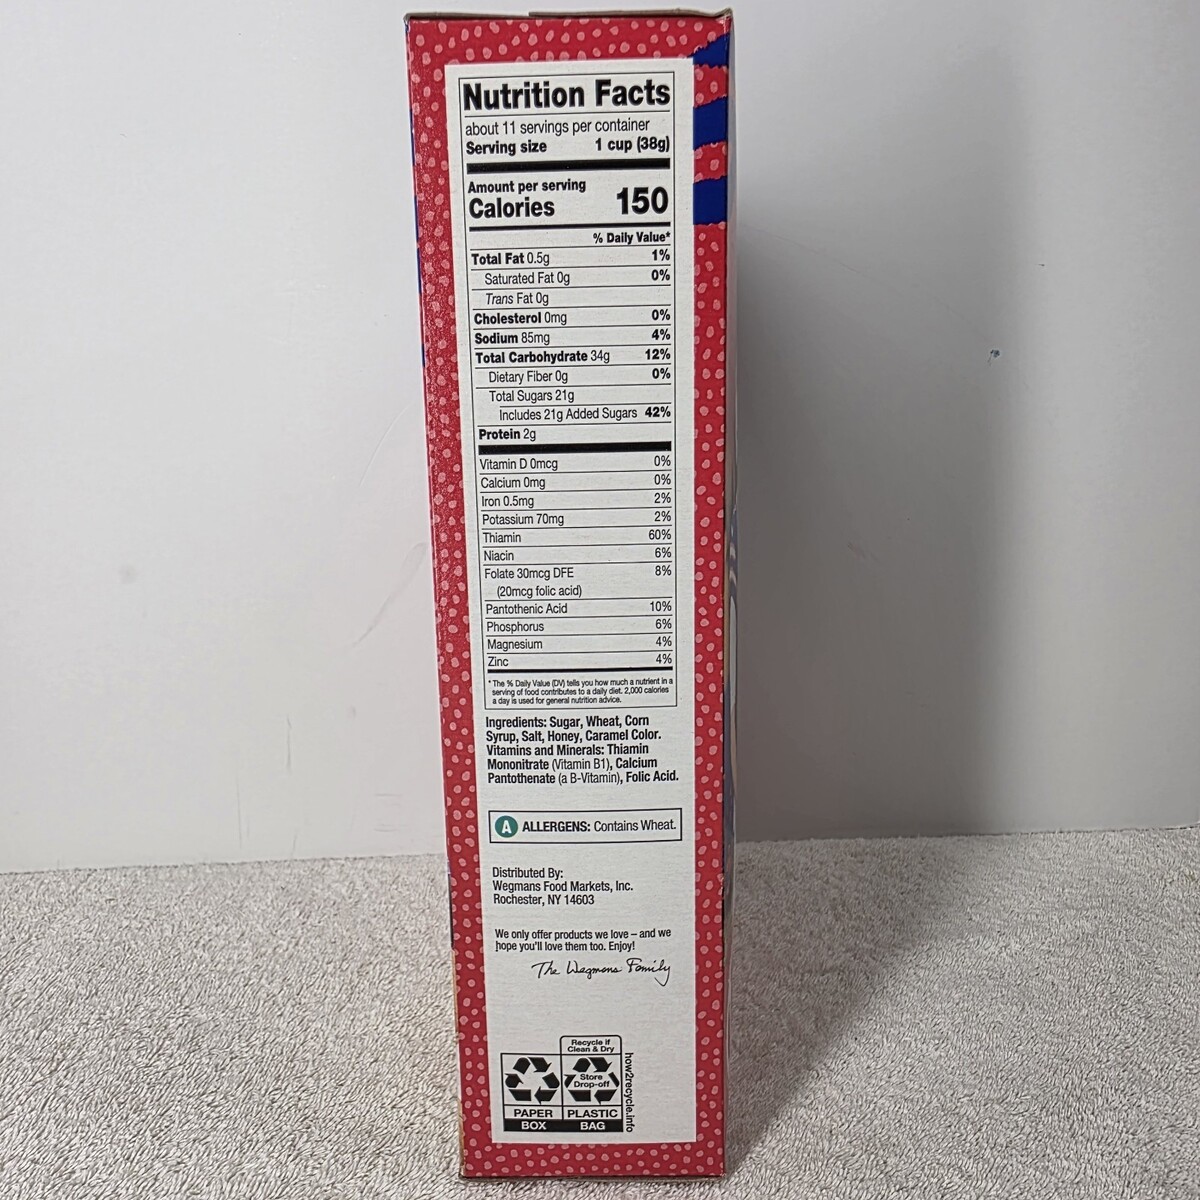 Nutrition Facts
about 11 servings per container
Serving size 1 cup (38g)
Amount per serving
Calories 150
% Daily Value*
Total Fat 0.5g 1%
Saturated Fat 0g 0%
Trans Fat 0g
Cholesterol 0mg 0%
Sodium 85mg 4%
Total Carbohydrate 34g 12%
Dietary Fiber 0g 0%
Total Sugars 21g
Includes 21g Added Sugars 42%
Protein 2g
Vitamin D 0mcg 0%
Calcium 0mg 0%
Iron 0.5mg 2%
Potassium 70mg 2%
Thiamin 60%
Niacin 6%
Folate 30mcg DFE 8%
(20mcg folic acid)
Pantothenic Acid 10%
Phosphorus 6%
Magnesium 4%
Zinc 4%
* The % Daily Value (DV) tells you how much a nutrient in a
serving of food contributes to a daily diet. 2,000 calories
a day is used for general nutrition advice.
Ingredients: Sugar, Wheat, Corn
Syrup, Salt, Honey, Caramel Color.
Vitamins and Minerals: Thiamin
Mononitrate (Vitamin B1), Calcium
Pantothenate (a B-Vitamin), Folic Acid.
A ALLERGENS: Contains Wheat.
Distributed By:
Wegmans Food Markets, Inc.
Rochester, NY 14603
We only offer products we love – and we
hope you'll love them too. Enjoy!
The Wegmans Family
Recycle if
Clean & Dry
Store
Drop-off
PAPER PLASTIC
BOX BAG
how2recycle.info